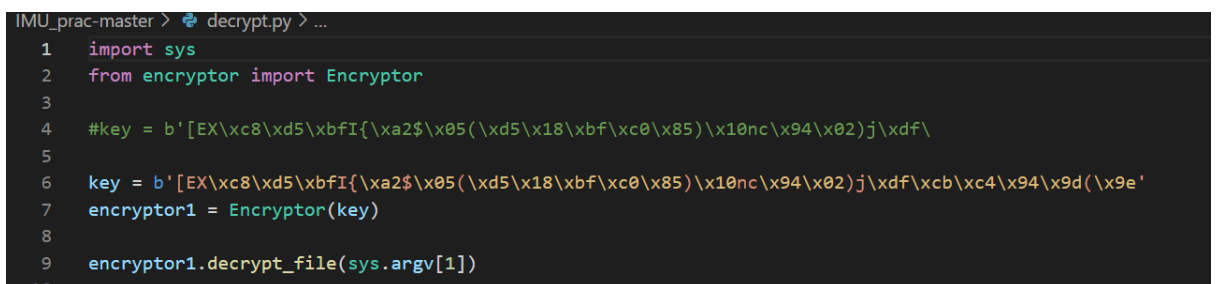 IMU_prac-master > decrypt.py > ...
1 import sys
2 from encryptor import Encryptor
3
4 #key = b'[EX\xc8\xd5\xbfI{\xa2$\x05(\xd5\x18\xbf\xc0\x85)\x10nc\x94\x02)j\xdf\
5
6 key = b'[EX\xc8\xd5\xbfI{\xa2$\x05(\xd5\x18\xbf\xc0\x85)\x10nc\x94\x02)j\xdf\xcb\xc4\x94\x9d(\x9e'
7 encryptor1 = Encryptor(key)
8
9 encryptor1.decrypt_file(sys.argv[1])